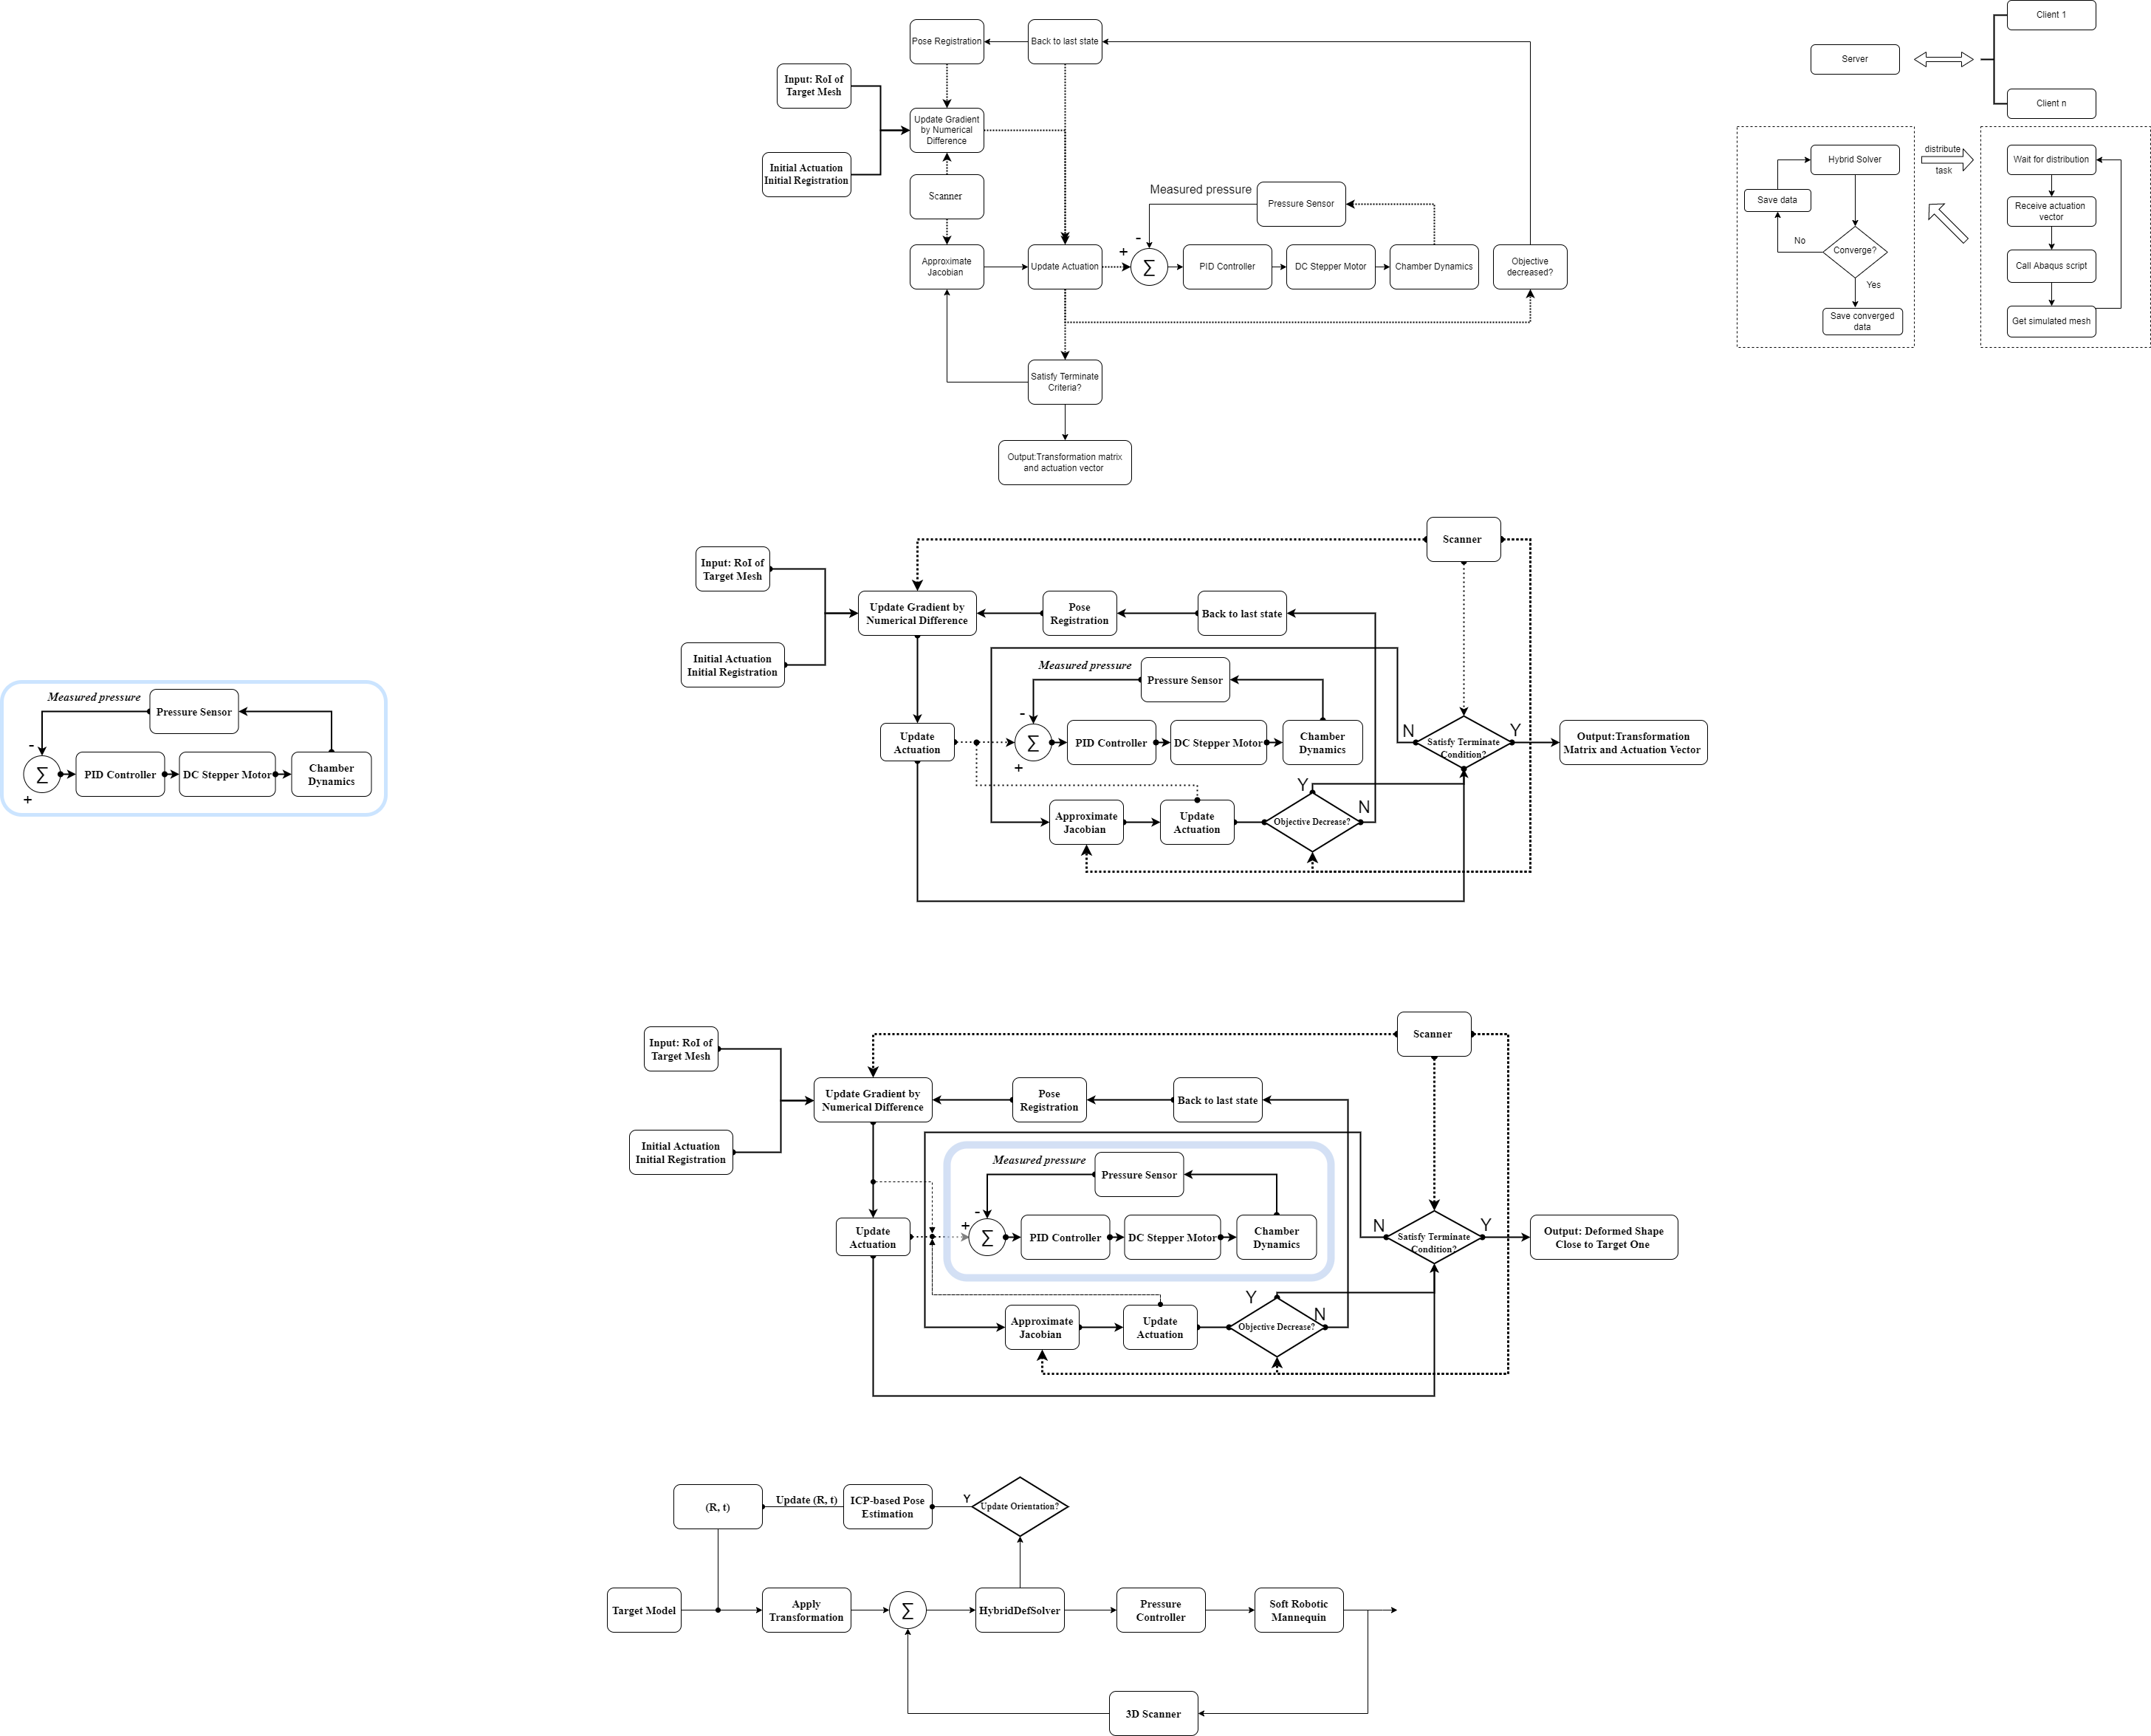 Pose Registration
Back to last state
Input: RoI of
Target Mesh
Update Gradient
by Numerical
Difference
Initial Actuation
Initial Registration
Scanner
Measured pressure
Pressure Sensor
-
+
Approximate
Jacobian
Update Actuation
∑
PID Controller
DC Stepper Motor
Chamber Dynamics
Objective
decreased?
Satisfy Terminate
Criteria?
Output:Transformation matrix
and actuation vector
Client 1
Server
Client n
Hybrid Solver
distribute
task
Wait for distribution
Save data
Receive actuation
vector
No
Converge?
Call Abaqus script
Yes
Save converged
data
Get simulated mesh
Scanner
Input: RoI of
Target Mesh
Update Gradient by
Numerical Difference
Pose
Registration
Back to last state
Initial Actuation
Initial Registration
Measured pressure
Pressure Sensor
-
N
Y
Update
Actuation
∑
PID Controller
DC Stepper Motor
Chamber
Dynamics
Satisfy Terminate
Condition?
Output:Transformation
Matrix and Actuation Vector
+
Y
N
Approximate
Jacobian
Update
Actuation
Objective Decrease?
Measured pressure
Pressure Sensor
-
∑
PID Controller
DC Stepper Motor
Chamber
Dynamics
+
Scanner
Input: RoI of
Target Mesh
Update Gradient by
Numerical Difference
Pose
Registration
Back to last state
Initial Actuation
Initial Registration
Measured pressure
Pressure Sensor
-
+
N
Y
Update
Actuation
∑
PID Controller
DC Stepper Motor
Chamber
Dynamics
Satisfy Terminate
Condition?
Output: Deformed Shape
Close to Target One
Y
N
Approximate
Jacobian
Update
Actuation
Objective Decrease?
(R, t)
Update (R, t)
ICP-based Pose
Estimation
Y
Update Orientation?
Target Model
Apply
Transformation
∑
HybridDefSolver
Pressure
Controller
Soft Robotic
Mannequin
3D Scanner